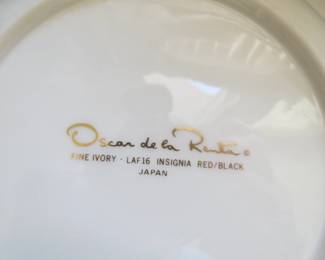 Oscar de la Renta ©
FINE IVORY · LAF16 INSIGNIA RED/BLACK
JAPAN